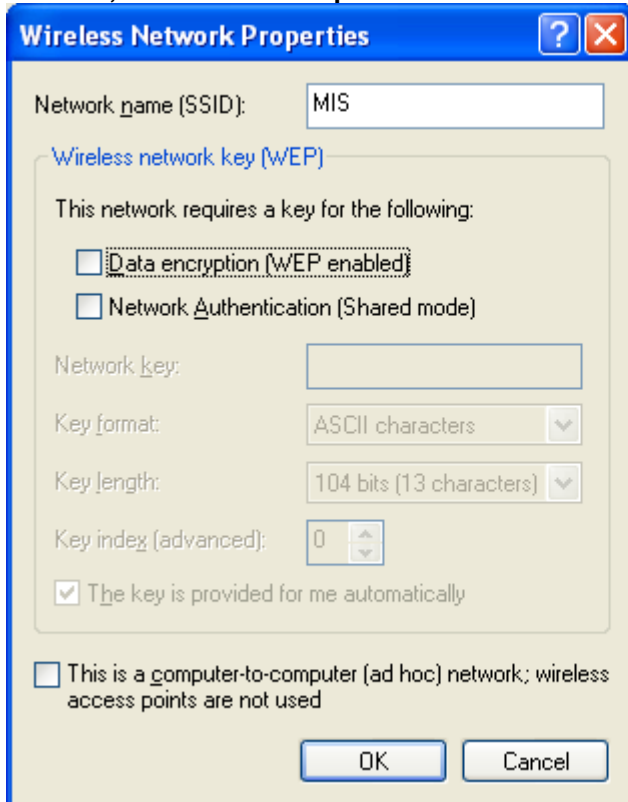 Wireless Network Properties
Network name (SSID): MIS
Wireless network key (WEP)
This network requires a key for the following:
Data encryption (WEP enabled)
Network Authentication (Shared mode)
Network key:
Key format: ASCII characters
Key length: 104 bits (13 characters)
Key index (advanced): 0
The key is provided for me automatically
This is a computer-to-computer (ad hoc) network; wireless
access points are not used
OK Cancel